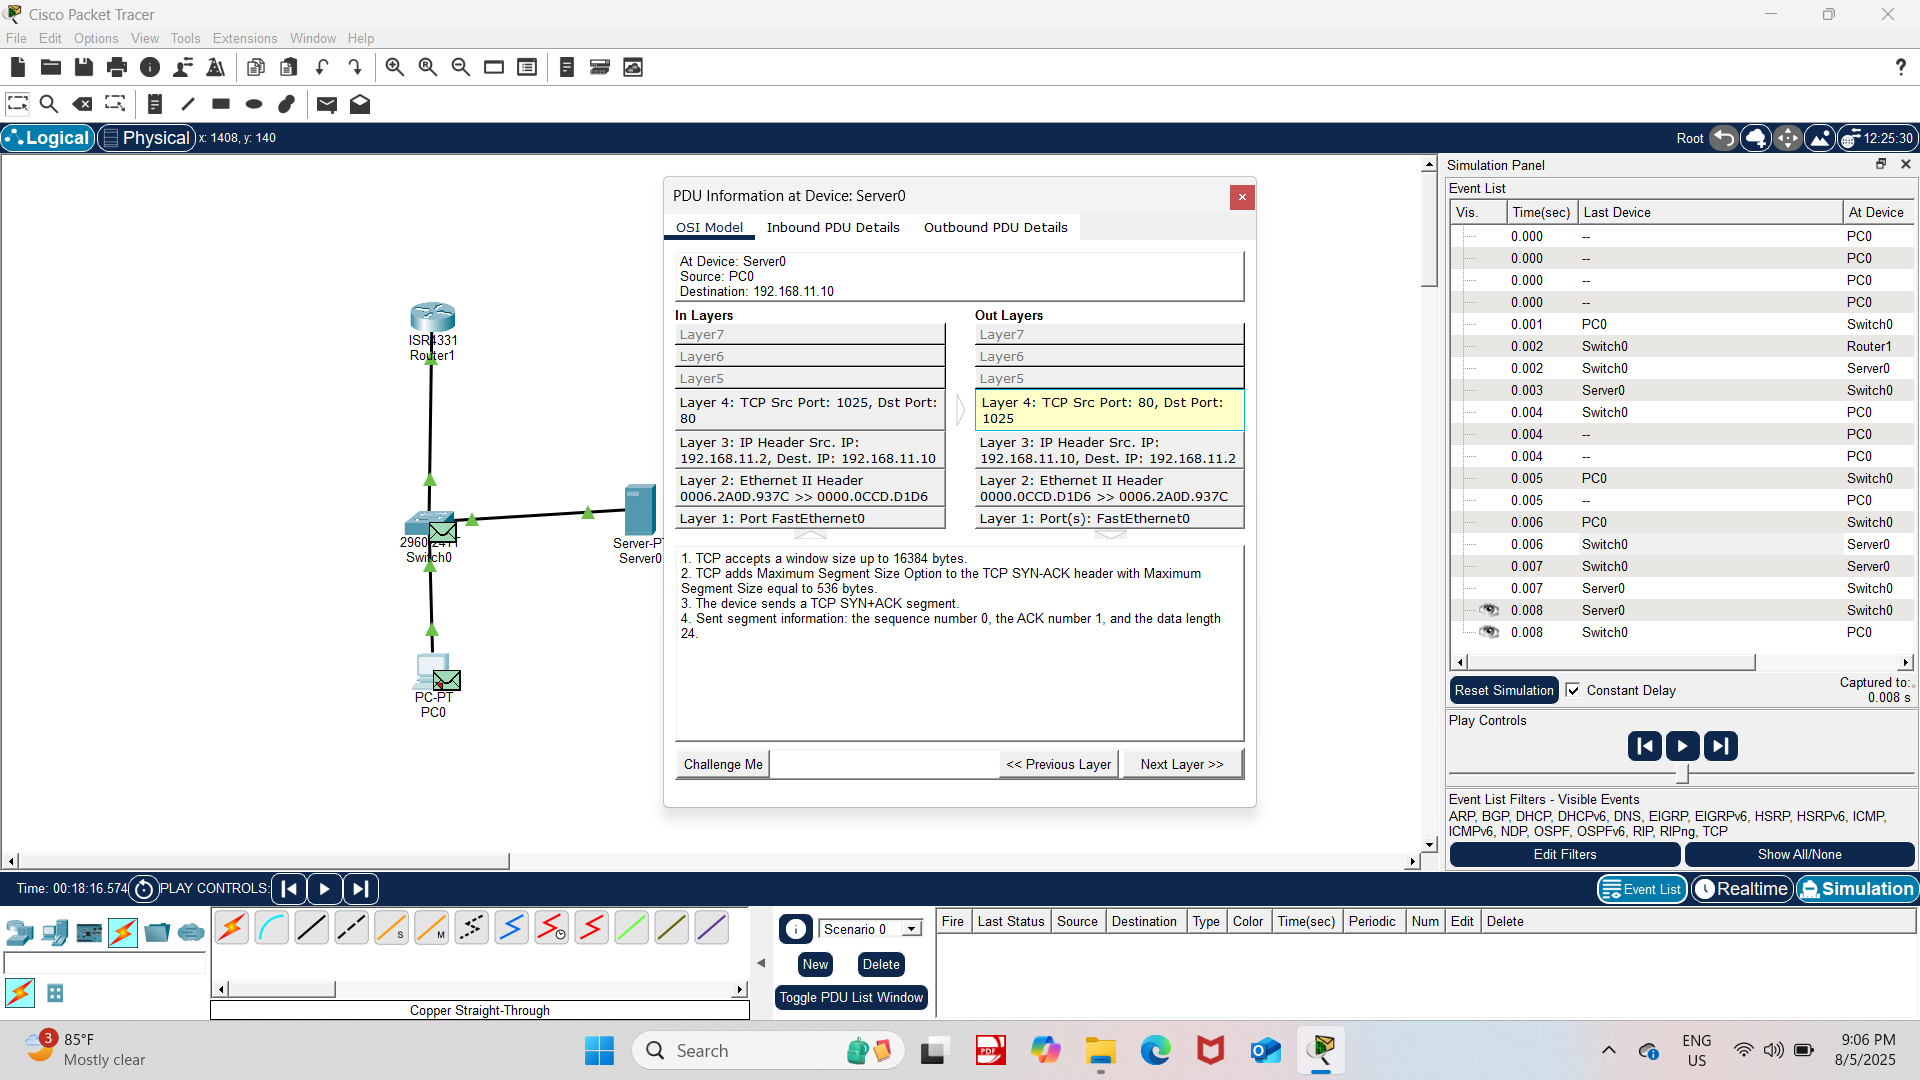 Cisco Packet Tracer
File Edit Options View Tools Extensions Window Help
Logical Physical x: 1408, y: 140
Root 12:25:30
Simulation Panel
Event List
Vis. Time(sec) Last Device At Device
0.000 -- PC0
0.000 -- PC0
0.000 -- PC0
0.000 -- PC0
0.001 PC0 Switch0
0.002 Switch0 Router1
0.002 Switch0 Server0
0.003 Server0 Switch0
0.004 Switch0 PC0
0.004 -- PC0
0.004 -- PC0
0.005 PC0 Switch0
0.005 -- PC0
0.006 PC0 Switch0
0.006 Switch0 Server0
0.007 Switch0 Server0
0.007 Server0 Switch0
0.008 Server0 Switch0
0.008 Switch0 PC0
Reset Simulation Constant Delay
Captured to:
0.008 s
Play Controls
Event List Filters - Visible Events
ARP, BGP, DHCP, DHCPv6, DNS, EIGRP, EIGRPv6, HSRP, HSRPv6, ICMP,
ICMPv6, NDP, OSPF, OSPFv6, RIP, RIPng, TCP
Edit Filters Show All/None
ISR4331
Router1
Switch0
Server0
PC-PT
PC0
PDU Information at Device: Server0
OSI Model Inbound PDU Details Outbound PDU Details
At Device: Server0
Source: PC0
Destination: 192.168.11.10
In Layers
Layer7
Layer6
Layer5
Layer 4: TCP Src Port: 1025, Dst Port:
80
Layer 3: IP Header Src. IP:
192.168.11.2, Dest. IP: 192.168.11.10
Layer 2: Ethernet II Header
0006.2A0D.937C >> 0000.0CCD.D1D6
Layer 1: Port FastEthernet0
Out Layers
Layer7
Layer6
Layer5
Layer 4: TCP Src Port: 80, Dst Port:
1025
Layer 3: IP Header Src. IP:
192.168.11.10, Dest. IP: 192.168.11.2
Layer 2: Ethernet II Header
0000.0CCD.D1D6 >> 0006.2A0D.937C
Layer 1: Port(s): FastEthernet0
1. TCP accepts a window size up to 16384 bytes.
2. TCP adds Maximum Segment Size Option to the TCP SYN-ACK header with Maximum
Segment Size equal to 536 bytes.
3. The device sends a TCP SYN+ACK segment.
4. Sent segment information: the sequence number 0, the ACK number 1, and the data length
24.
Challenge Me << Previous Layer Next Layer >>
Time: 00:18:16.574 PLAY CONTROLS:
Event List Realtime Simulation
S
M
Copper Straight-Through
Scenario 0
New Delete
Toggle PDU List Window
Fire Last Status Source Destination Type Color Time(sec) Periodic Num Edit Delete
3
85°F
Mostly clear
Search
PDF
ENG
US
9:06 PM
8/5/2025